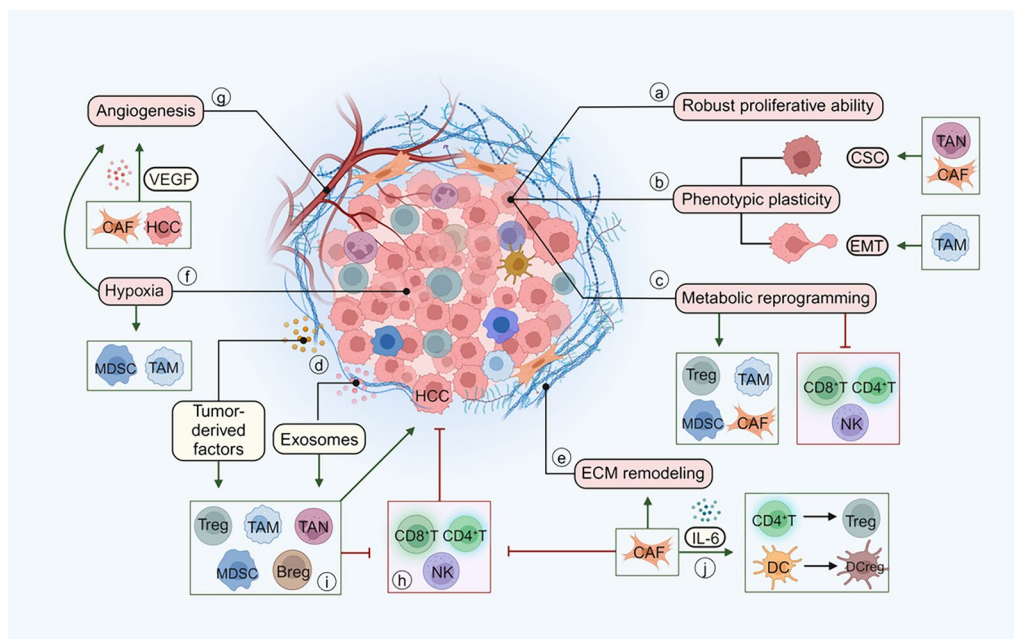 Angiogenesis
g
a
Robust proliferative ability
VEGF
CAF
HCC
CSC
TAN
CAF
b
Phenotypic plasticity
EMT
TAM
f
Hypoxia
c
Metabolic reprogramming
MDSC
TAM
d
Treg
TAM
MDSC
CAF
CD8⁺T
CD4⁺T
NK
HCC
Tumor-
derived
factors
Exosomes
e
ECM remodeling
Treg
TAM
TAN
MDSC
Breg
i
CD8⁺T
CD4⁺T
NK
h
CAF
IL-6
j
CD4⁺T
Treg
DC
DCreg